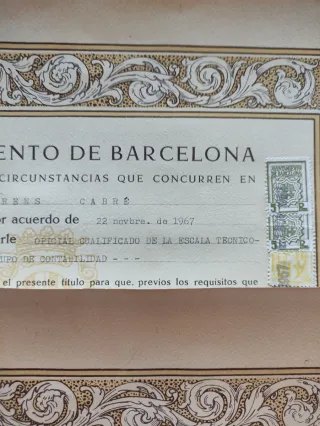 ENTO DE BARCELONA
CIRCUNSTANCIAS QUE CONCURREN EN
CABRÉ
or acuerdo de 22 novbre. de 1967
rle OFICIAL CUALIFICADO DE LA ESCALA TECNICO-
UPO DE CONTABILIDAD - - -
el presente título para que, previos los requisitos que